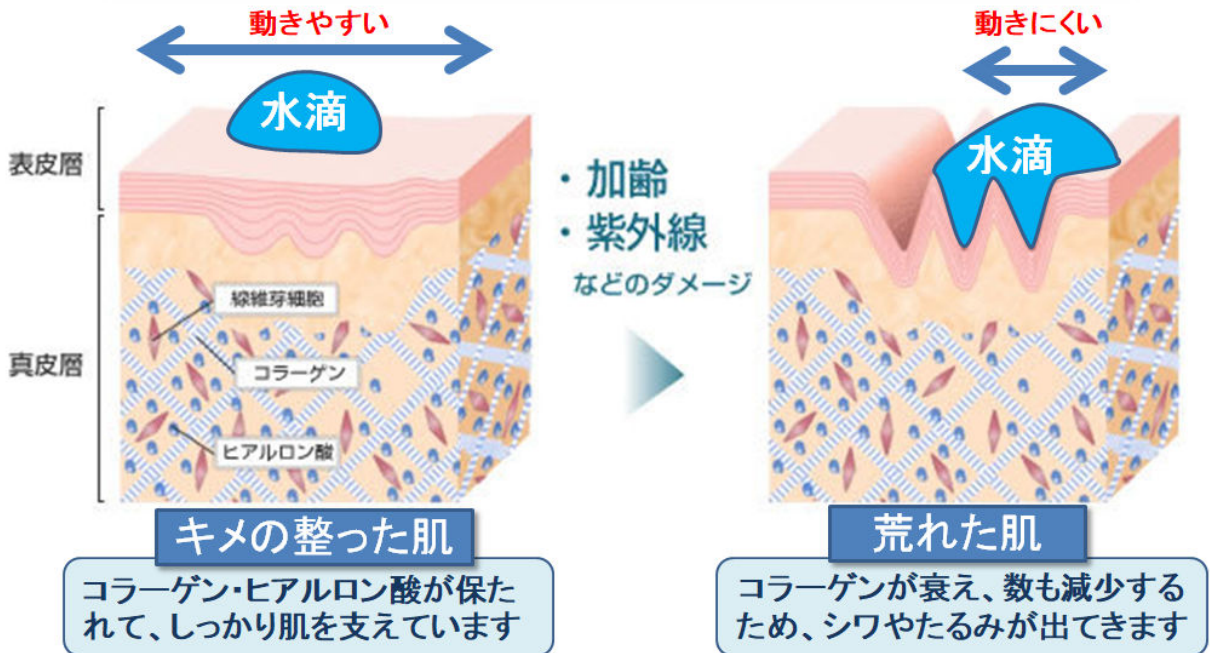 動きやすい
動きにくい
水滴
水滴
表皮層
・加齢
・紫外線
などのダメージ
線維芽細胞
真皮層
コラーゲン
ヒアルロン酸
キメの整った肌
荒れた肌
コラーゲン・ヒアルロン酸が保た
れて、しっかり肌を支えています
コラーゲンが衰え、数も減少する
ため、シワやたるみが出てきます